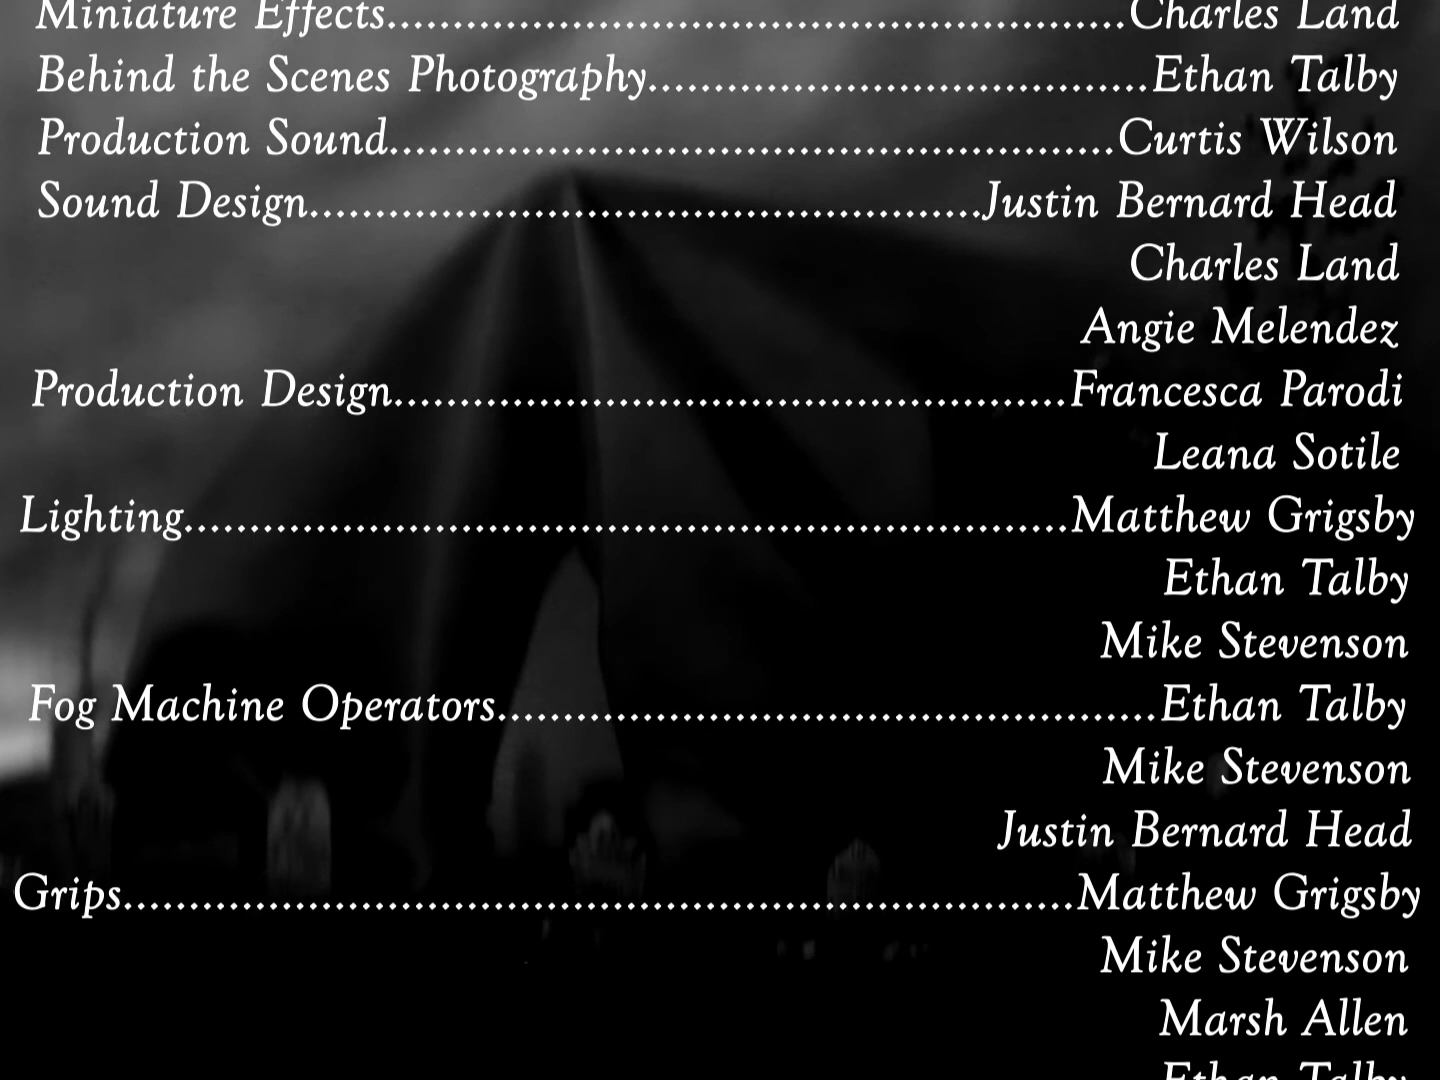 Miniature Effects........................................................Charles Land
Behind the Scenes Photography......................................Ethan Talby
Production Sound.......................................................Curtis Wilson
Sound Design...................................................Justin Bernard Head
Charles Land
Angie Melendez
Production Design...................................................Francesca Parodi
Leana Sotile
Lighting...................................................................Matthew Grigsby
Ethan Talby
Mike Stevenson
Fog Machine Operators..................................................Ethan Talby
Mike Stevenson
Justin Bernard Head
Grips........................................................................Matthew Grigsby
Mike Stevenson
Marsh Allen
Ethan Talby